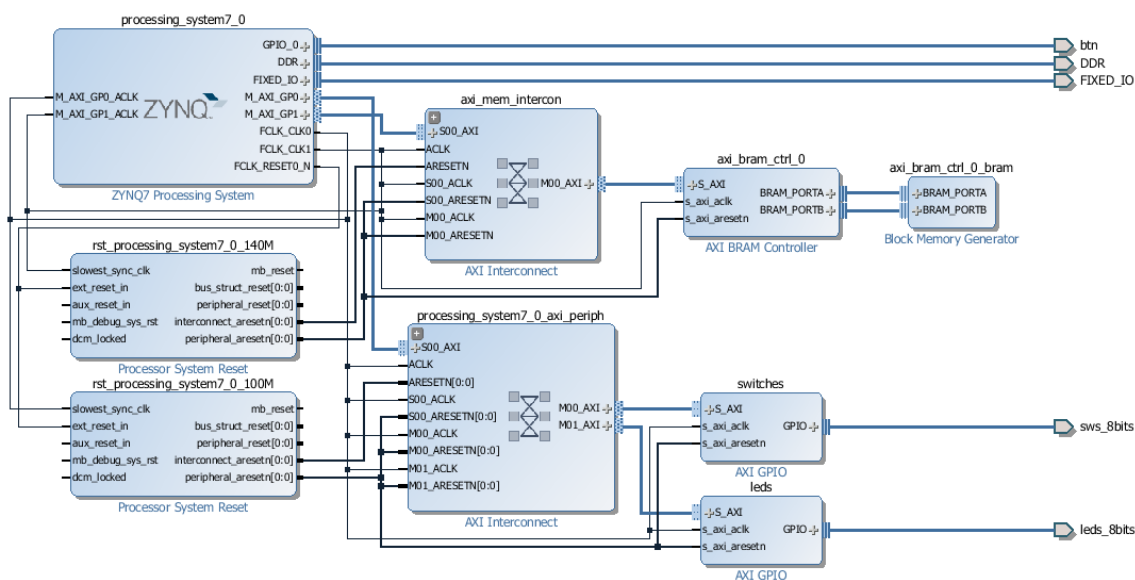 processing_system7_0
GPIO_0
DDR
FIXED_IO
M_AXI_GP0_ACLK
M_AXI_GP0
M_AXI_GP1_ACLK
ZYNQ
M_AXI_GP1
FCLK_CLK0
FCLK_CLK1
FCLK_RESET0_N
ZYNQ7 Processing System
btn
DDR
FIXED_IO
axi_mem_intercon
S00_AXI
ACLK
ARESETN
S00_ACLK
M00_AXI
S00_ARESETN
M00_ACLK
M00_ARESETN
AXI Interconnect
axi_bram_ctrl_0
S_AXI
s_axi_aclk
s_axi_aresetn
BRAM_PORTA
BRAM_PORTB
AXI BRAM Controller
axi_bram_ctrl_0_bram
BRAM_PORTA
BRAM_PORTB
Block Memory Generator
rst_processing_system7_0_140M
slowest_sync_clk mb_reset
ext_reset_in bus_struct_reset[0:0]
aux_reset_in peripheral_reset[0:0]
mb_debug_sys_rst interconnect_aresetn[0:0]
dcm_locked peripheral_aresetn[0:0]
Processor System Reset
rst_processing_system7_0_100M
slowest_sync_clk mb_reset
ext_reset_in bus_struct_reset[0:0]
aux_reset_in peripheral_reset[0:0]
mb_debug_sys_rst interconnect_aresetn[0:0]
dcm_locked peripheral_aresetn[0:0]
Processor System Reset
processing_system7_0_axi_periph
S00_AXI
ACLK
ARESETN[0:0]
S00_ACLK
S00_ARESETN[0:0]
M00_ACLK
M00_ARESETN[0:0]
M01_ACLK
M01_ARESETN[0:0]
M00_AXI
M01_AXI
AXI Interconnect
switches
S_AXI
s_axi_aclk
s_axi_aresetn
GPIO
AXI GPIO
sws_8bits
leds
S_AXI
s_axi_aclk
s_axi_aresetn
GPIO
AXI GPIO
leds_8bits